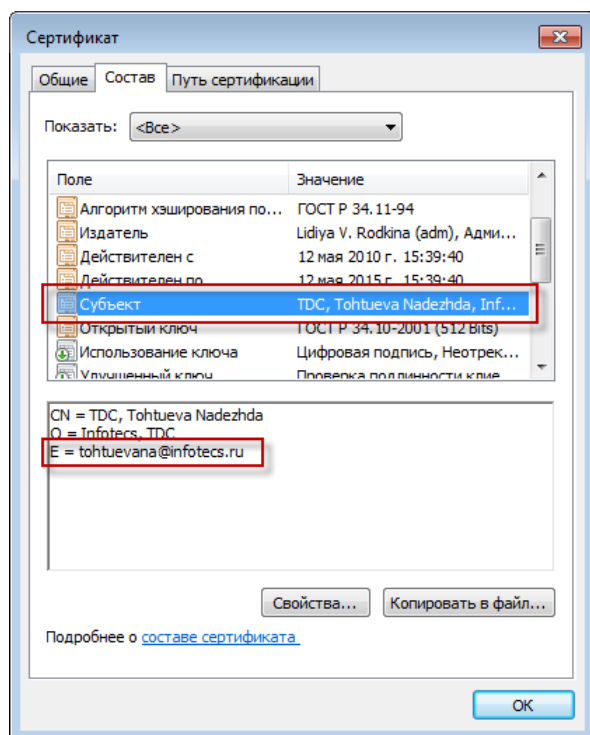 Сертификат
Общие Состав Путь сертификации
Показать: <Все>
Поле Значение
Алгоритм хэширования по... ГОСТ Р 34.11-94
Издатель Lidiya V. Rodkina (adm), Адми...
Действителен с 12 мая 2010 г. 15:39:40
Действителен по 12 мая 2015 г. 15:39:40
Субъект TDC, Tohtueva Nadezhda, Inf...
Открытый ключ ГОСТ Р 34.10-2001 (512 Bits)
Использование ключа Цифровая подпись, Неотрек...
Улучшенный ключ Проверка подлинности клие
CN = TDC, Tohtueva Nadezhda
O = Infotecs, TDC
E = tohtuevana@infotecs.ru
Свойства... Копировать в файл...
Подробнее о составе сертификата
ОК